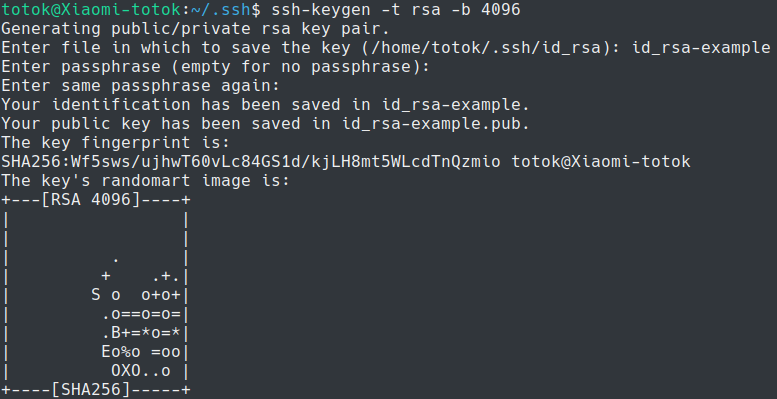 totok@Xiaomi-totok:~/.ssh$ ssh-keygen -t rsa -b 4096
Generating public/private rsa key pair.
Enter file in which to save the key (/home/totok/.ssh/id_rsa): id_rsa-example
Enter passphrase (empty for no passphrase):
Enter same passphrase again:
Your identification has been saved in id_rsa-example.
Your public key has been saved in id_rsa-example.pub.
The key fingerprint is:
SHA256:Wf5sws/ujhwT60vLc84GS1d/kjLH8mt5WLcdTnQzmio totok@Xiaomi-totok
The key's randomart image is:
+---[RSA 4096]----+
|                 |
|                 |
|          .      |
|         +    .+.|
|        S o  o+o+|
|         .o==o=o=|
|         .B+=*o=*|
|         Eo%o =oo|
|          OXO..o |
+----[SHA256]-----+